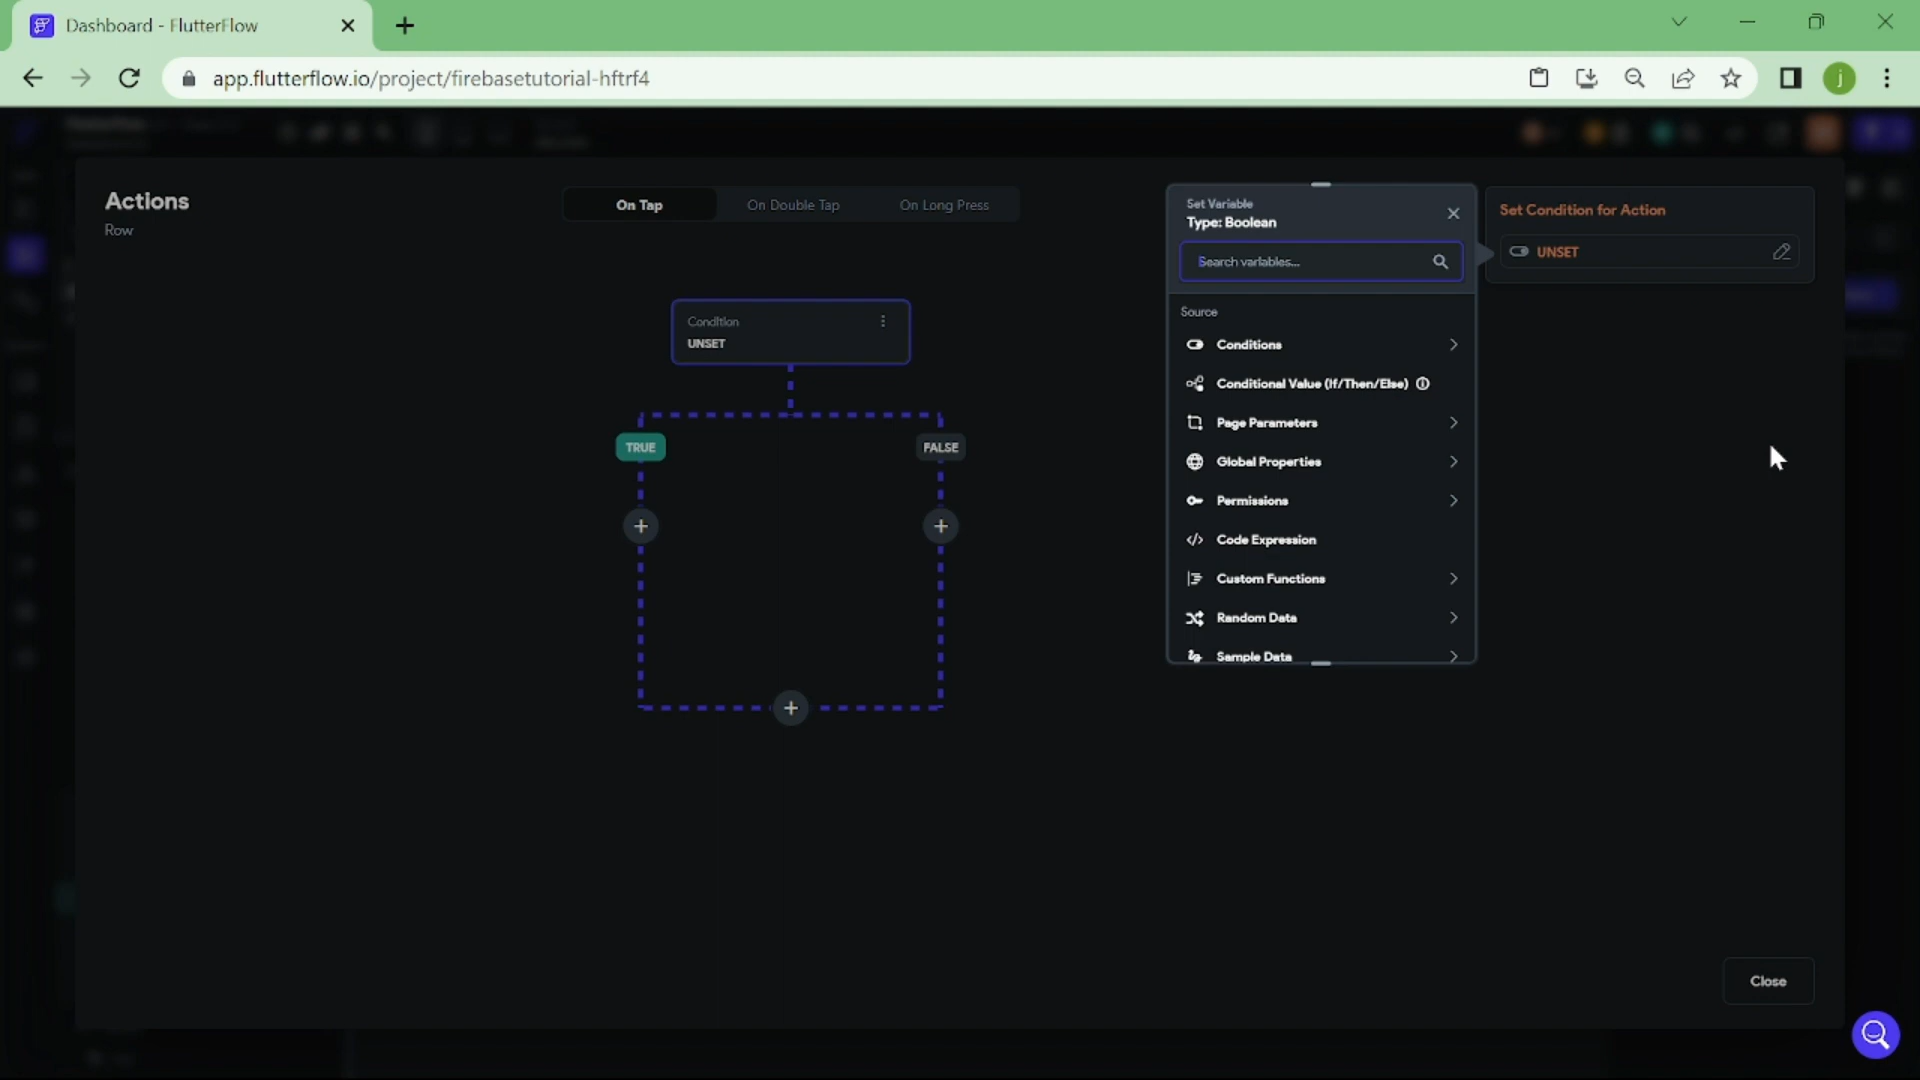 Dashboard - FlutterFlow
app.flutterflow.io/project/firebasetutorial-hftrf4
j
Actions
Row
On Tap
On Double Tap
On Long Press
Set Variable
Type: Boolean
Search variables...
Set Condition for Action
UNSET
Condition
UNSET
TRUE
FALSE
Source
Conditions
Conditional Value (If/Then/Else)
Page Parameters
Global Properties
Permissions
Code Expression
Custom Functions
Random Data
Sample Data
Close